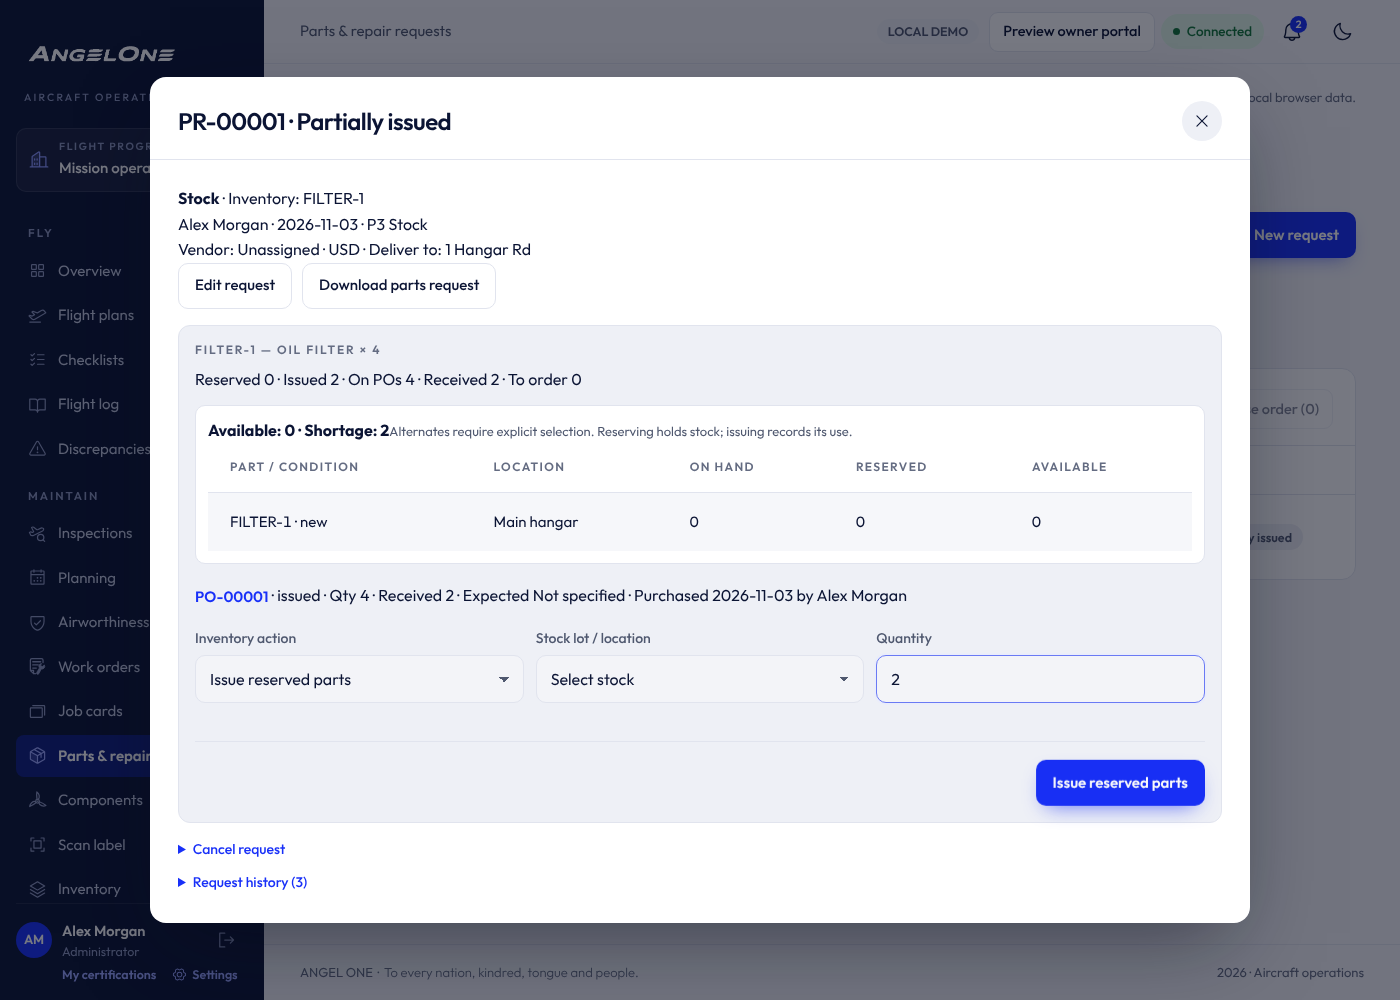 ANGELONE
AIRCRAFT OPERAT
FLIGHT PROGR
Mission opera
FLY
Overview
Flight plans
Checklists
Flight log
Discrepancies
MAINTAIN
Inspections
Planning
Airworthiness
Work orders
Job cards
Parts & repair
Components
Scan label
Inventory
AM
Alex Morgan
Administrator
My certifications
Settings
Parts & repair requests
LOCAL DEMO
Preview owner portal
Connected
2
ocal browser data.
New request
e order (0)
y issued
PR-00001 · Partially issued
Stock · Inventory: FILTER-1
Alex Morgan · 2026-11-03 · P3 Stock
Vendor: Unassigned · USD · Deliver to: 1 Hangar Rd
Edit request
Download parts request
FILTER-1 — OIL FILTER × 4
Reserved 0 · Issued 2 · On POs 4 · Received 2 · To order 0
Available: 0 · Shortage: 2 Alternates require explicit selection. Reserving holds stock; issuing records its use.
PART / CONDITION LOCATION ON HAND RESERVED AVAILABLE
FILTER-1 · new Main hangar 0 0 0
PO-00001 · issued · Qty 4 · Received 2 · Expected Not specified · Purchased 2026-11-03 by Alex Morgan
Inventory action Stock lot / location Quantity
Issue reserved parts Select stock 2
Issue reserved parts
Cancel request
Request history (3)
ANGEL ONE · To every nation, kindred, tongue and people.
2026 · Aircraft operations